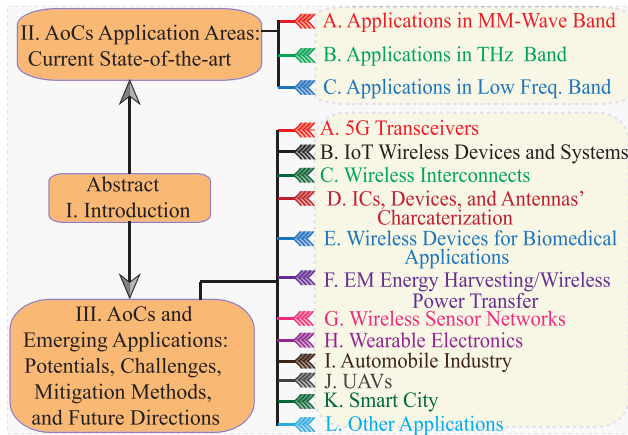 II. AoCs Application Areas:
Current State-of-the-art
A. Applications in MM-Wave Band
B. Applications in THz Band
C. Applications in Low Freq. Band
Abstract
I. Introduction
III. AoCs and
Emerging Applications:
Potentials, Challenges,
Mitigation Methods,
and Future Directions
A. 5G Transceivers
B. IoT Wireless Devices and Systems
C. Wireless Interconnects
D. ICs, Devices, and Antennas’
Charcaterization
E. Wireless Devices for Biomedical
Applications
F. EM Energy Harvesting/Wireless
Power Transfer
G. Wireless Sensor Networks
H. Wearable Electronics
I. Automobile Industry
J. UAVs
K. Smart City
L. Other Applications